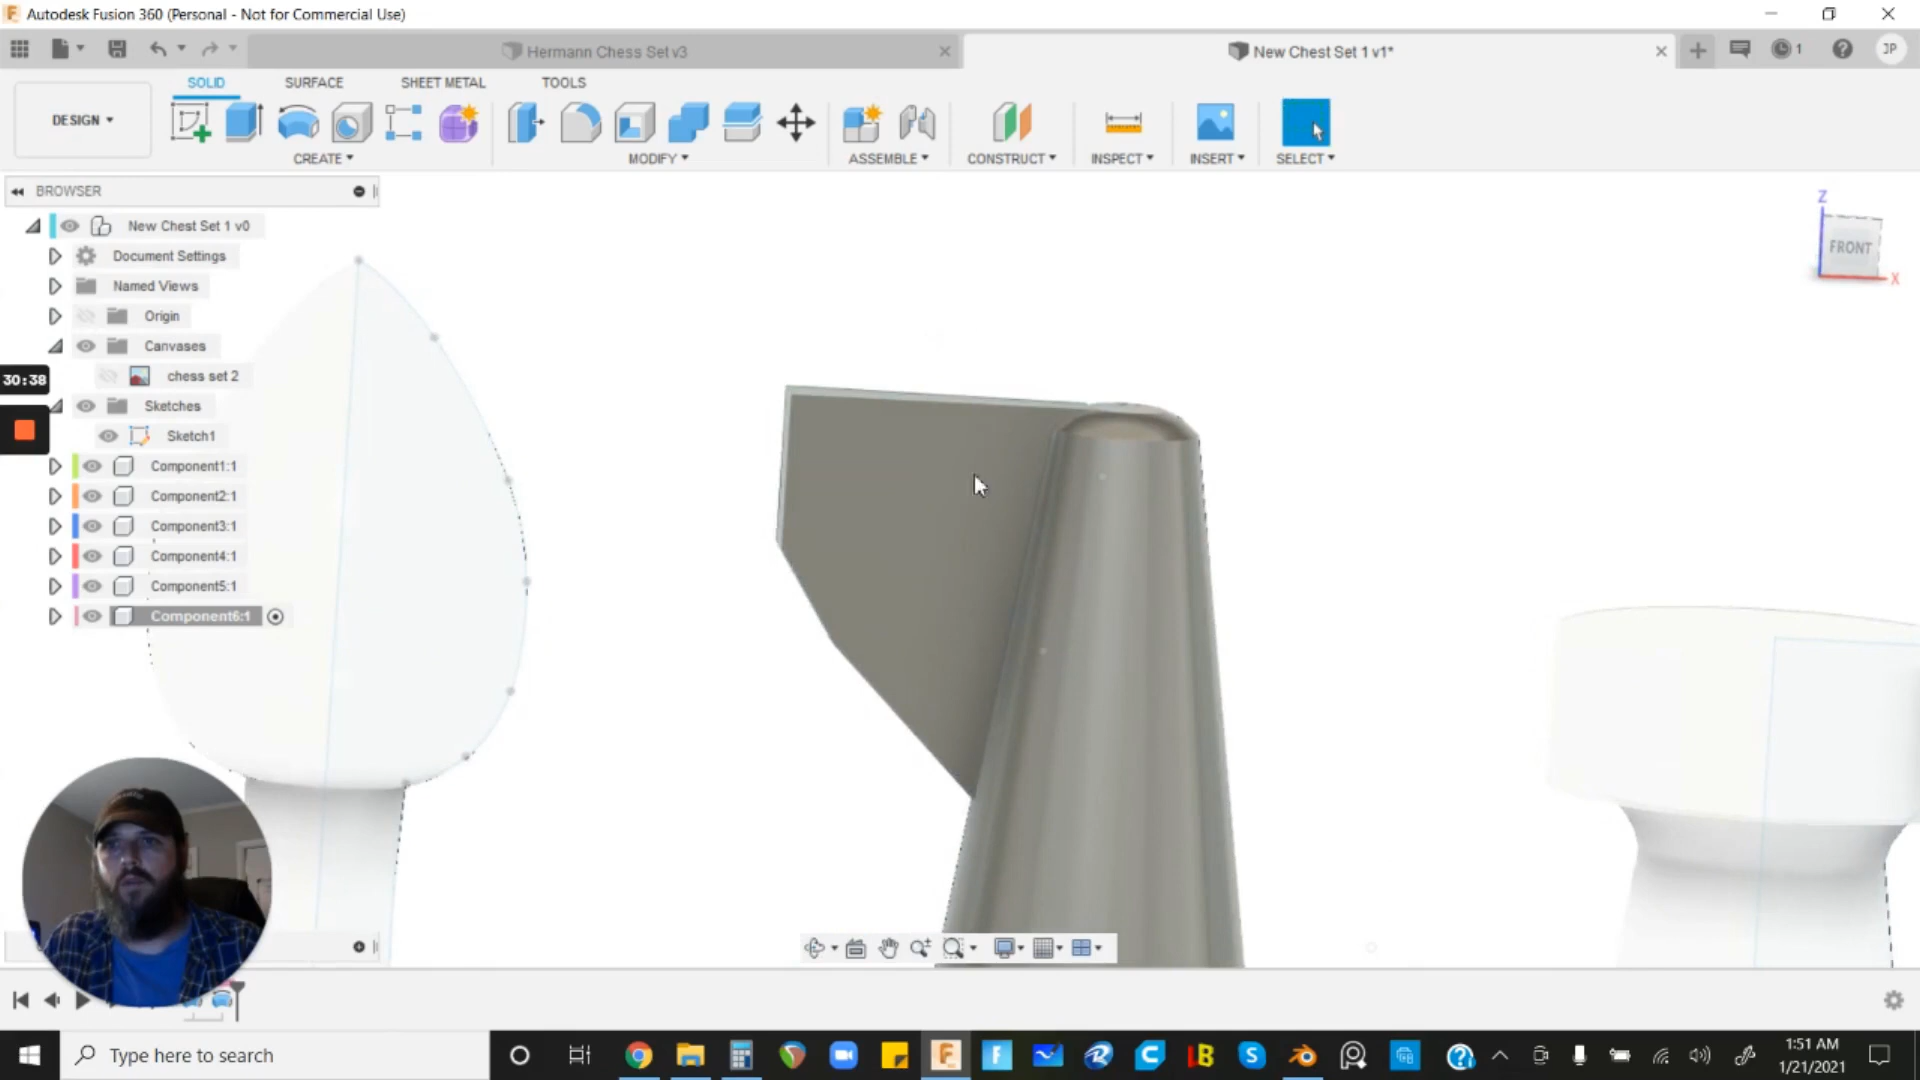 Autodesk Fusion 360 (Personal - Not for Commercial Use)
Hermann Chess Set v3
New Chest Set 1 v1*
1
JP
DESIGN
SOLID
SURFACE
SHEET METAL
TOOLS
CREATE
MODIFY
ASSEMBLE
CONSTRUCT
INSPECT
INSERT
SELECT
BROWSER
New Chest Set 1 v0
Document Settings
Named Views
Origin
Canvases
chess set 2
Sketches
Sketch1
Component1:1
Component2:1
Component3:1
Component4:1
Component5:1
Component6:1
30:38
Z
FRONT
X
Type here to search
1:51 AM
1/21/2021